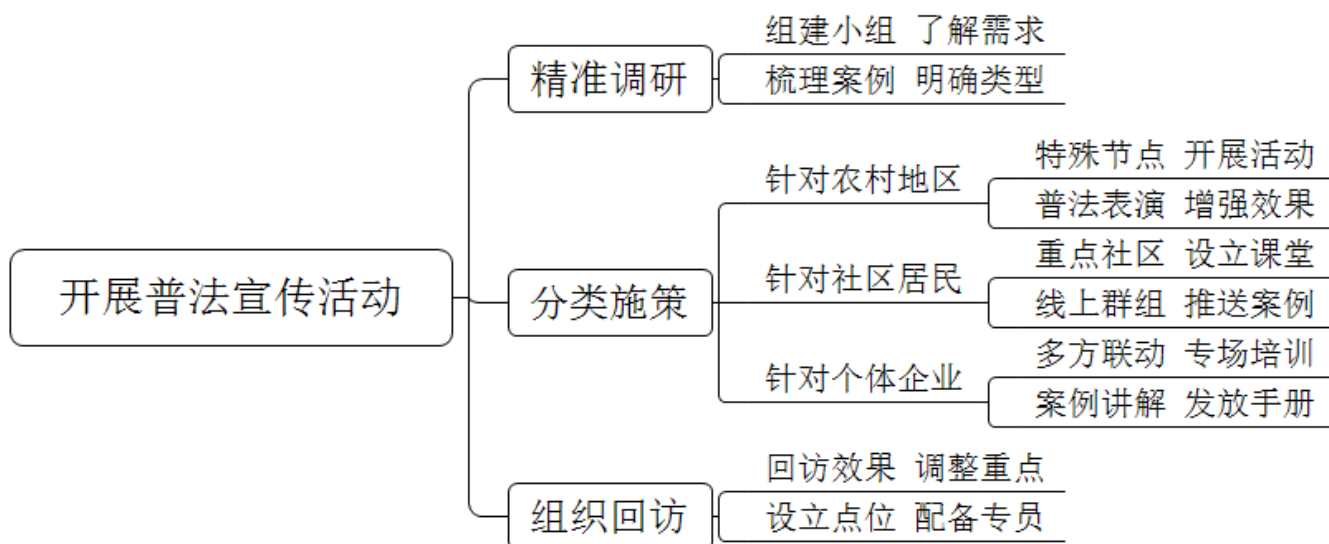 开展普法宣传活动
精准调研
组建小组 了解需求
梳理案例 明确类型
分类施策
针对农村地区
特殊节点 开展活动
普法表演 增强效果
针对社区居民
重点社区 设立课堂
线上群组 推送案例
针对个体企业
多方联动 专场培训
案例讲解 发放手册
组织回访
回访效果 调整重点
设立点位 配备专员